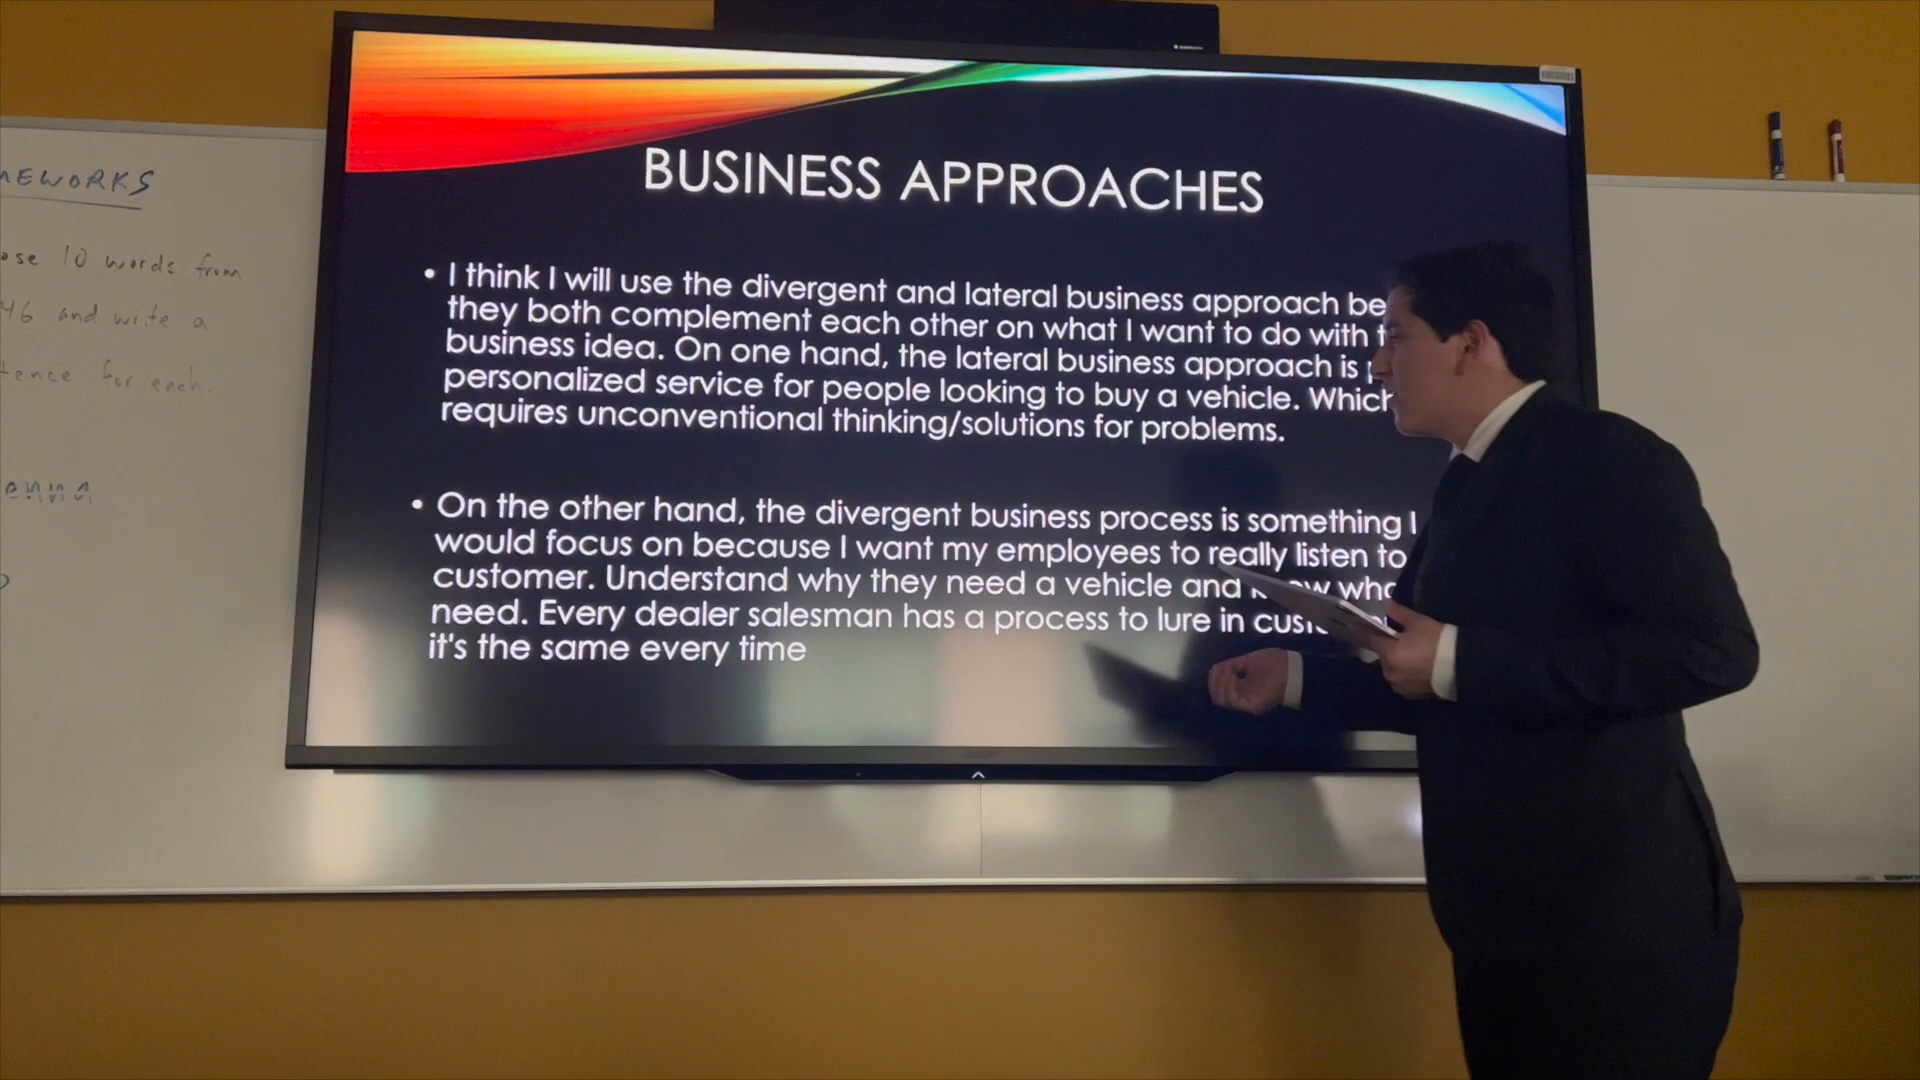 BUSINESS APPROACHES
• I think I will use the divergent and lateral business approach be
they both complement each other on what I want to do with
business idea. On one hand, the lateral business approach is
personalized service for people looking to buy a vehicle. Which
requires unconventional thinking/solutions for problems.
• On the other hand, the divergent business process is something I
would focus on because I want my employees to really listen to
customer. Understand why they need a vehicle and
need. Every dealer salesman has a process to lure in
it's the same every time
EWORKS
ose 10 words from
46 and write a
tence for each.